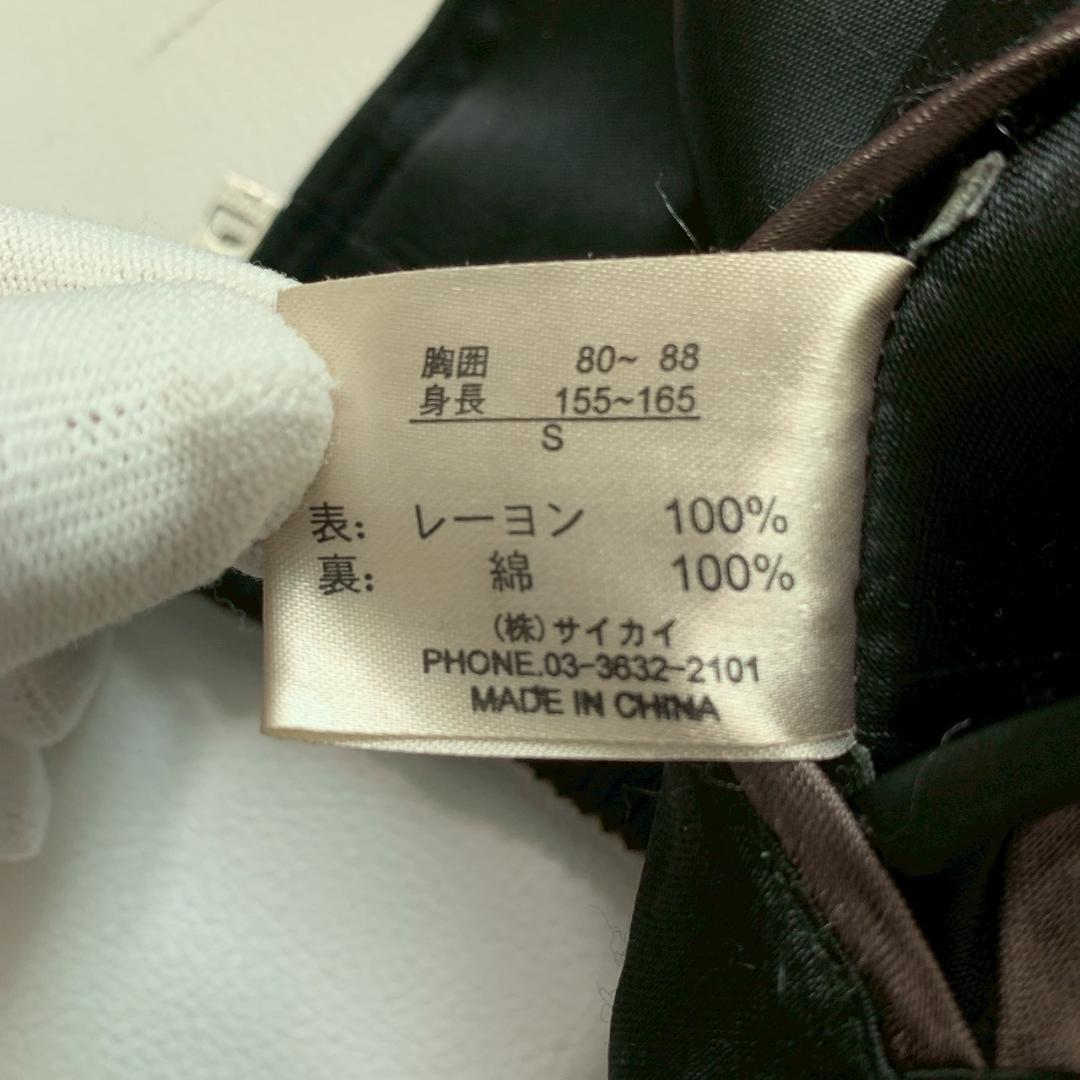 胸囲 80~ 88
身長 155~165
S
表: レーヨン 100%
裏: 綿 100%
(株)サイカイ
PHONE.03-3632-2101
MADE IN CHINA